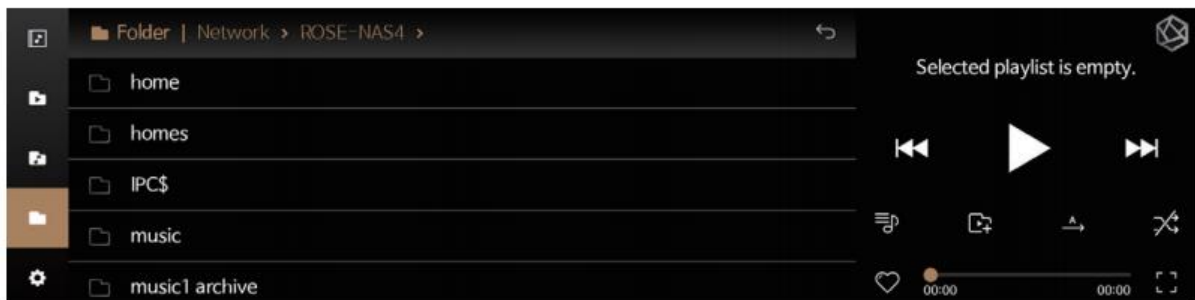 Folder | Network > ROSE-NAS4 >
home
homes
IPC$
music
music1 archive
Selected playlist is empty.
A
00:00 00:00